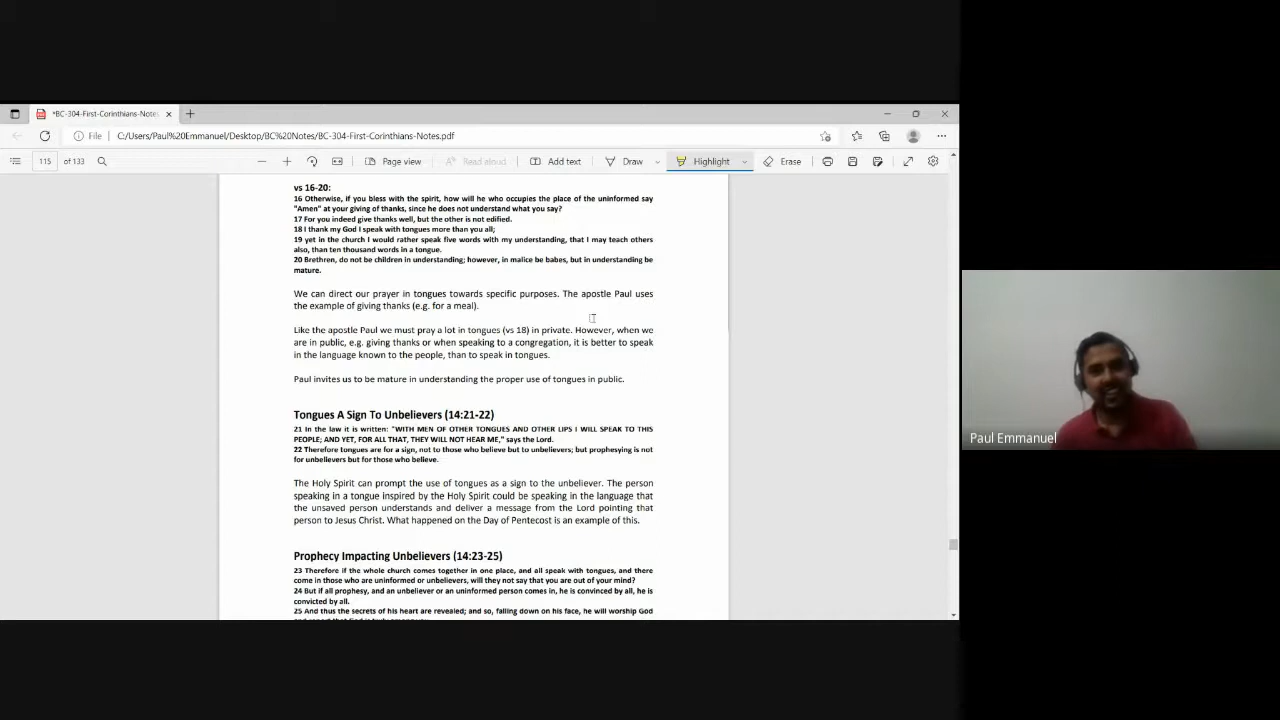 *BC-304-First-Corinthians-Notes
File
C:/Users/Paul%20Emmanuel/Desktop/BC%20Notes/BC-304-First-Corinthians-Notes.pdf
115 of 133
Page view
Read aloud
Add text
Draw
Highlight
Erase
vs 16-20:
16 Otherwise, if you bless with the spirit, how will he who occupies the place of the uninformed say
"Amen" at your giving of thanks, since he does not understand what you say?
17 For you indeed give thanks well, but the other is not edified.
18 I thank my God I speak with tongues more than you all;
19 yet in the church I would rather speak five words with my understanding, that I may teach others
also, than ten thousand words in a tongue.
20 Brethren, do not be children in understanding; however, in malice be babes, but in understanding be
mature.
We can direct our prayer in tongues towards specific purposes. The apostle Paul uses
the example of giving thanks (e.g. for a meal).
Like the apostle Paul we must pray a lot in tongues (vs 18) in private. However, when we
are in public, e.g. giving thanks or when speaking to a congregation, it is better to speak
in the language known to the people, than to speak in tongues.
Paul invites us to be mature in understanding the proper use of tongues in public.
Tongues A Sign To Unbelievers (14:21-22)
21 In the law it is written: "WITH MEN OF OTHER TONGUES AND OTHER LIPS I WILL SPEAK TO THIS
PEOPLE; AND YET, FOR ALL THAT, THEY WILL NOT HEAR ME," says the Lord.
22 Therefore tongues are for a sign, not to those who believe but to unbelievers; but prophesying is not
for unbelievers but for those who believe.
The Holy Spirit can prompt the use of tongues as a sign to the unbeliever. The person
speaking in a tongue inspired by the Holy Spirit could be speaking in the language that
the unsaved person understands and deliver a message from the Lord pointing that
person to Jesus Christ. What happened on the Day of Pentecost is an example of this.
Prophecy Impacting Unbelievers (14:23-25)
23 Therefore if the whole church comes together in one place, and all speak with tongues, and there
come in those who are uninformed or unbelievers, will they not say that you are out of your mind?
24 But if all prophesy, and an unbeliever or an uninformed person comes in, he is convinced by all, he is
convicted by all.
25 And thus the secrets of his heart are revealed; and so, falling down on his face, he will worship God
Paul Emmanuel